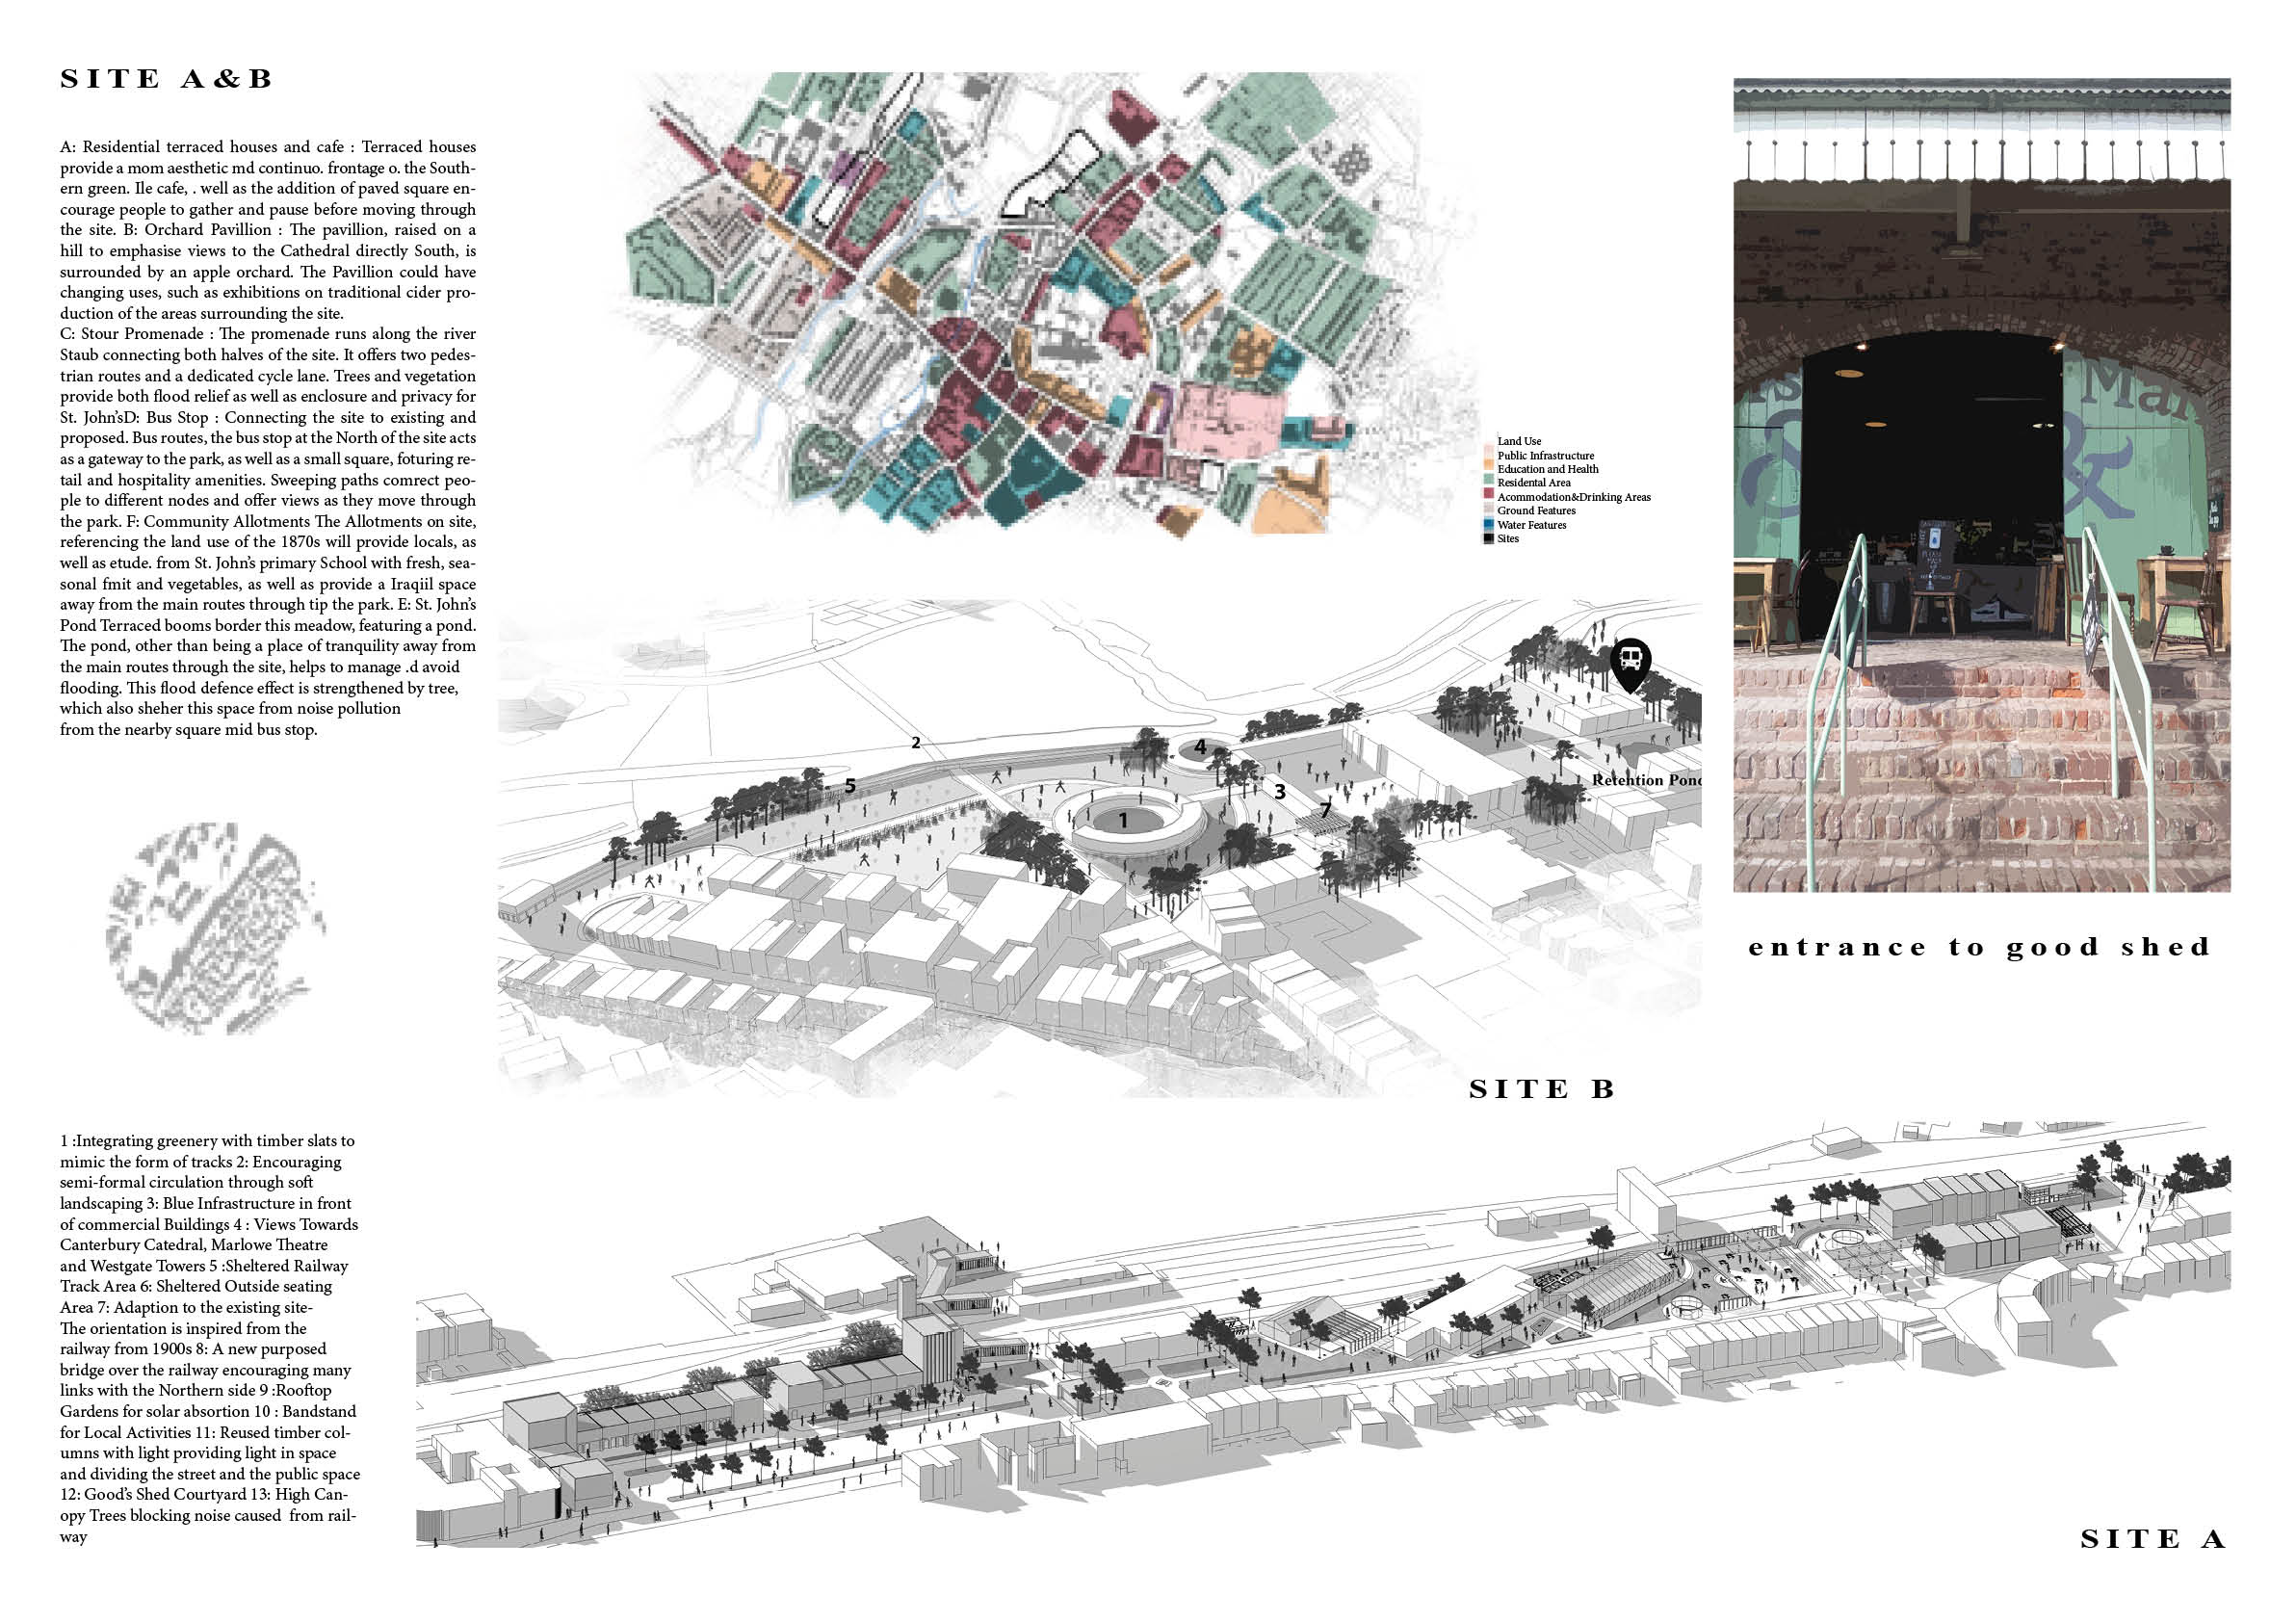 SITE A&B
A: Residential terraced houses and cafe : Terraced houses
provide a mom aesthetic md continuo. frontage o. the South-
ern green. Ile cafe, . well as the addition of paved square en-
courage people to gather and pause before moving through
the site. B: Orchard Pavillion : The pavillion, raised on a
hill to emphasise views to the Cathedral directly South, is
surrounded by an apple orchard. The Pavillion could have
changing uses, such as exhibitions on traditional cider pro-
duction of the areas surrounding the site.
C: Stour Promenade : The promenade runs along the river
Staub connecting both halves of the site. It offers two pedes-
trian routes and a dedicated cycle lane. Trees and vegetation
provide both flood relief as well as enclosure and privacy for
St. John'sD: Bus Stop : Connecting the site to existing and
proposed. Bus routes, the bus stop at the North of the site acts
as a gateway to the park, as well as a small square, foturing re-
tail and hospitality amenities. Sweeping paths comrect peo-
ple to different nodes and offer views as they move through
the park. F: Community Allotments The Allotments on site,
referencing the land use of the 1870s will provide locals, as
well as etude. from St. John's primary School with fresh, sea-
sonal fmit and vegetables, as well as provide a Iraqiil space
away from the main routes through tip the park. E: St. John's
Pond Terraced booms border this meadow, featuring a pond.
The pond, other than being a place of tranquility away from
the main routes through the site, helps to manage .d avoid
flooding. This flood defence effect is strengthened by tree,
which also sheher this space from noise pollution
from the nearby square mid bus stop.
Land Use
Public Infrastructure
Education and Health
Residental Area
Acommodation&Drinking Areas
Ground Features
Water Features
Sites
Mar
&
entrance to good shed
2
4
5
3
7
1
Retention Pond
SITE B
1 :Integrating greenery with timber slats to
mimic the form of tracks 2: Encouraging
semi-formal circulation through soft
landscaping 3: Blue Infrastructure in front
of commercial Buildings 4 : Views Towards
Canterbury Catedral, Marlowe Theatre
and Westgate Towers 5 :Sheltered Railway
Track Area 6: Sheltered Outside seating
Area 7: Adaption to the existing site-
The orientation is inspired from the
railway from 1900s 8: A new purposed
bridge over the railway encouraging many
links with the Northern side 9 :Rooftop
Gardens for solar absortion 10 : Bandstand
for Local Activities 11: Reused timber col-
umns with light providing light in space
and dividing the street and the public space
12: Good's Shed Courtyard 13: High Can-
opy Trees blocking noise caused  from rail-
way
SITE A